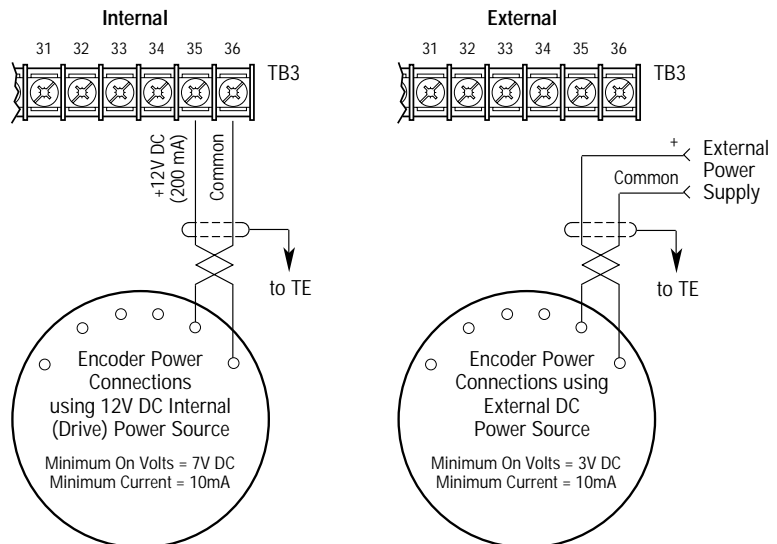 Internal
31 32 33 34 35 36
TB3
+12V DC
(200 mA)
Common
to TE
Encoder Power
Connections
using 12V DC Internal
(Drive) Power Source
Minimum On Volts = 7V DC
Minimum Current = 10mA
External
31 32 33 34 35 36
TB3
+
External
Power
Supply
Common
to TE
Encoder Power
Connections using
External DC
Power Source
Minimum On Volts = 3V DC
Minimum Current = 10mA